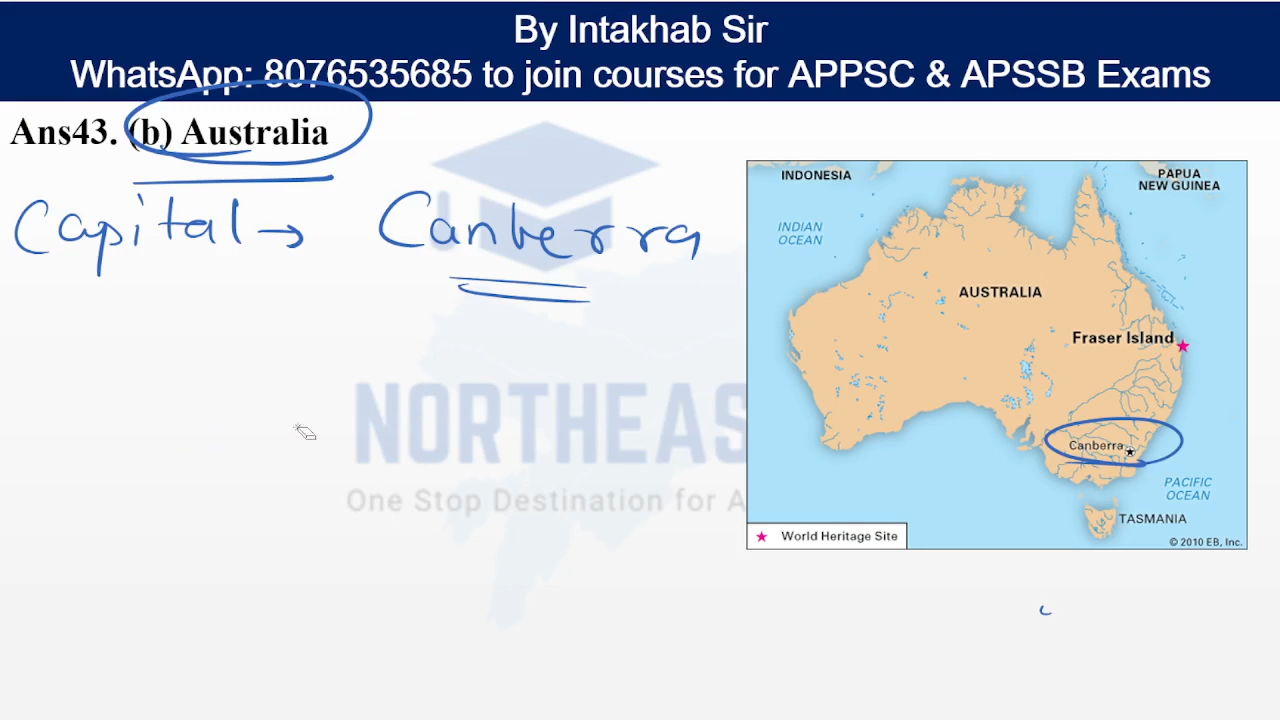 By Intakhab Sir
WhatsApp: 8076535685 to join courses for APPSC & APSSB Exams
Ans43. (b) Australia
Capital → Canberra
NORTHEAS
One Stop Destination for A
INDONESIA
PAPUA
NEW GUINEA
INDIAN
OCEAN
AUSTRALIA
Fraser Island
Canberra
PACIFIC
OCEAN
TASMANIA
World Heritage Site
© 2010 EB, Inc.